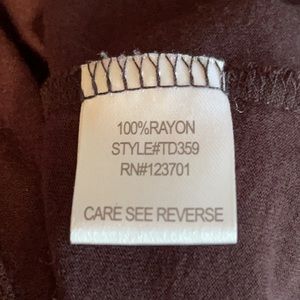 100%RAYON
STYLE#TD359
RN#123701
CARE SEE REVERSE